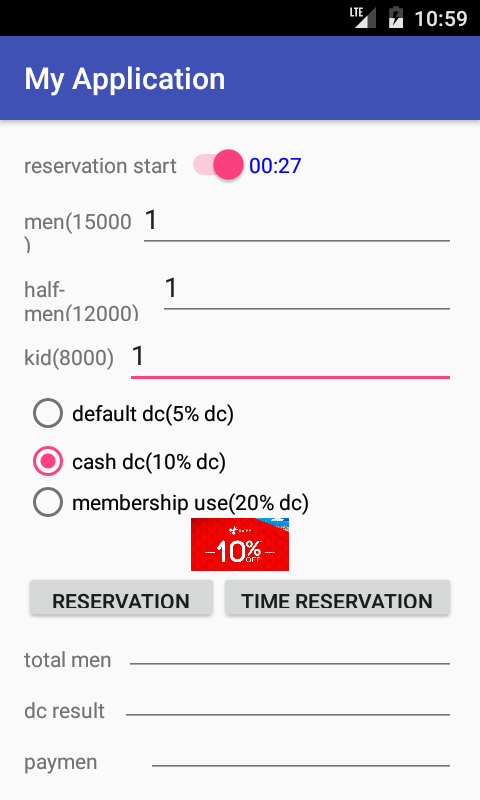 LTE 10:59
My Application
reservation start 00:27
men(15000 1
)
half- 1
men(12000)
kid(8000) 1
default dc(5% dc)
cash dc(10% dc)
membership use(20% dc)
-10%
OFF
RESERVATION TIME RESERVATION
total men
dc result
paymen